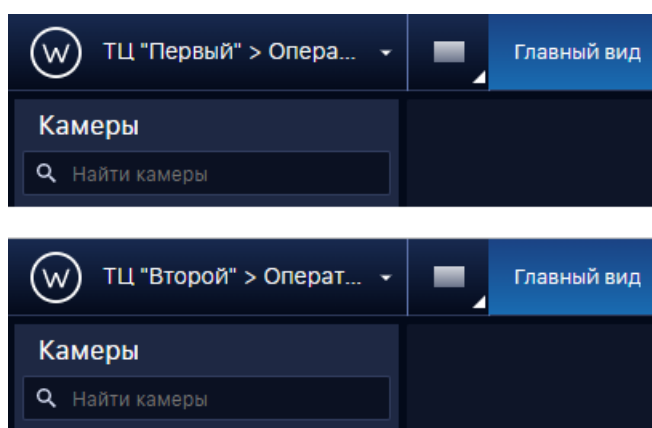 W ТЦ "Первый" > Опера... Главный вид
Камеры
Найти камеры
W ТЦ "Второй" > Операт... Главный вид
Камеры
Найти камеры